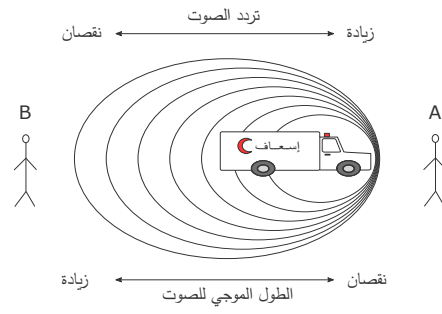 تردد الصوت
زيادة نقصان
B A
إسعاف
نقصان زيادة
الطول الموجي للصوت